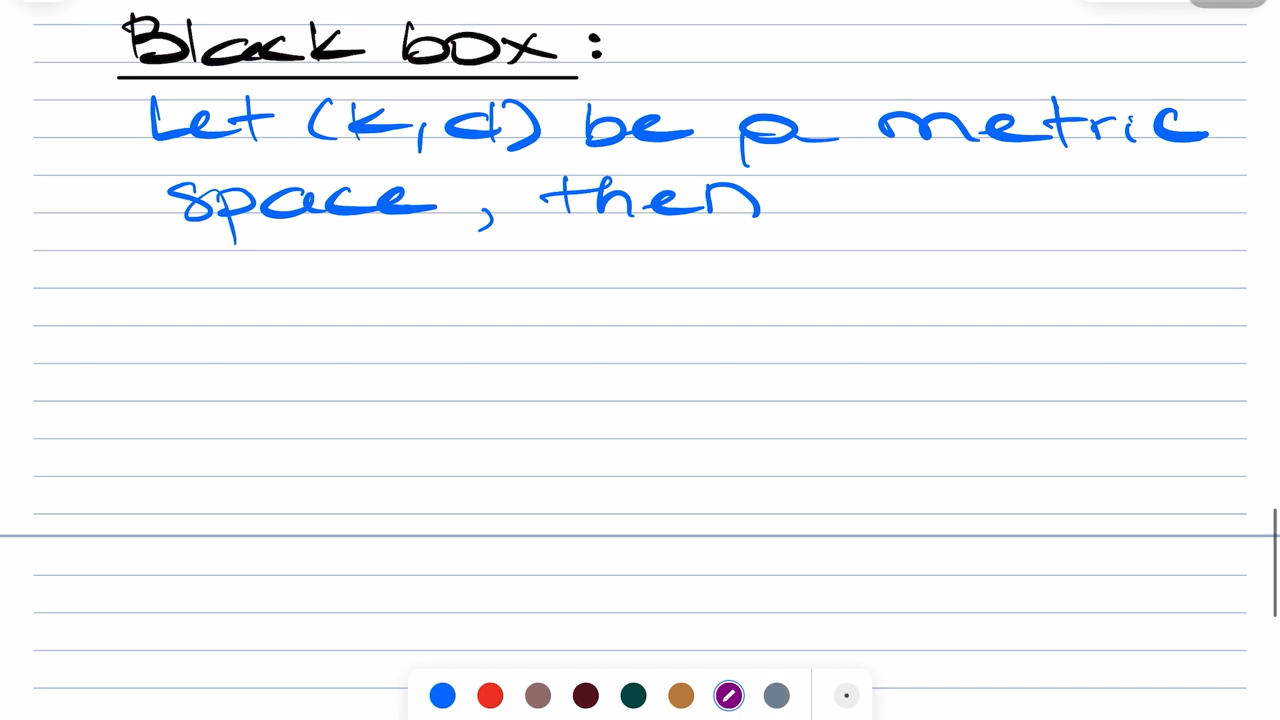 Black box:
Let (K, d) be a metric
space, then